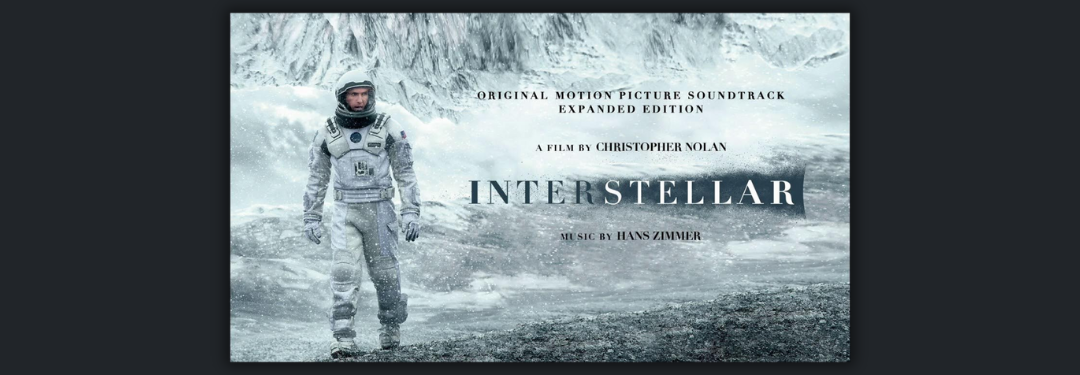 ORIGINAL MOTION PICTURE SOUNDTRACK
EXPANDED EDITION
A FILM BY CHRISTOPHER NOLAN
INTERSTELLAR
MUSIC BY HANS ZIMMER